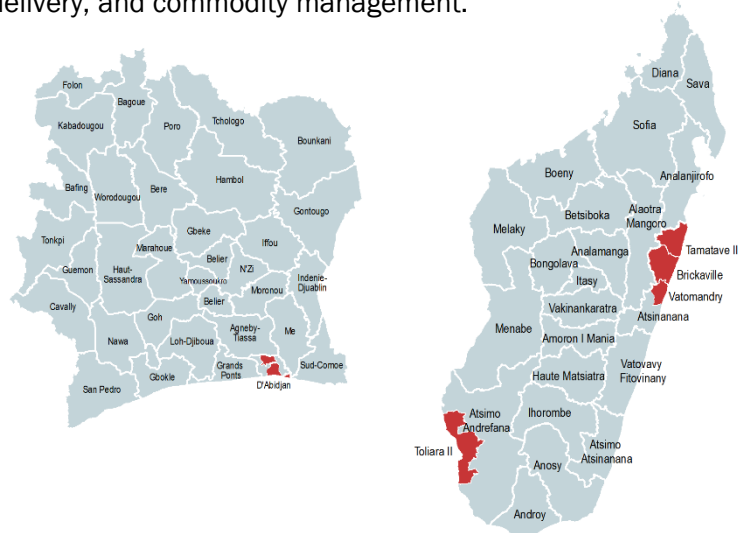 delivery, and commodity management.
Folon
Bagoue
Kabadougou
Poro
Tchologo
Bounkani
Bafing
Worodougou
Bere
Hambol
Gontougo
Tonkpi
Marahoue
Gbeke
Iffou
Guemon
Haut-
Sassandra
Belier
N'Zi
Yamoussoukro
Indenie-
Djuablin
Moronou
Belier
Cavally
Goh
Agneby-
Tiassa
Me
Nawa
Loh-Djiboua
Grands
Ponts
Sud-Comoe
San Pedro
Gbokle
D'Abidjan
Diana
Sava
Sofia
Analanjirofo
Boeny
Alaotra
Mangoro
Betsiboka
Melaky
Tamatave II
Analamanga
Bongolava
Itasy
Brickaville
Vatomandry
Vakinankaratra
Atsinanana
Menabe
Amoron I Mania
Vatovavy
Fitovinany
Haute Matsiatra
Atsimo
Andrefana
Ihorombe
Toliara II
Atsimo
Atsinanana
Anosy
Androy